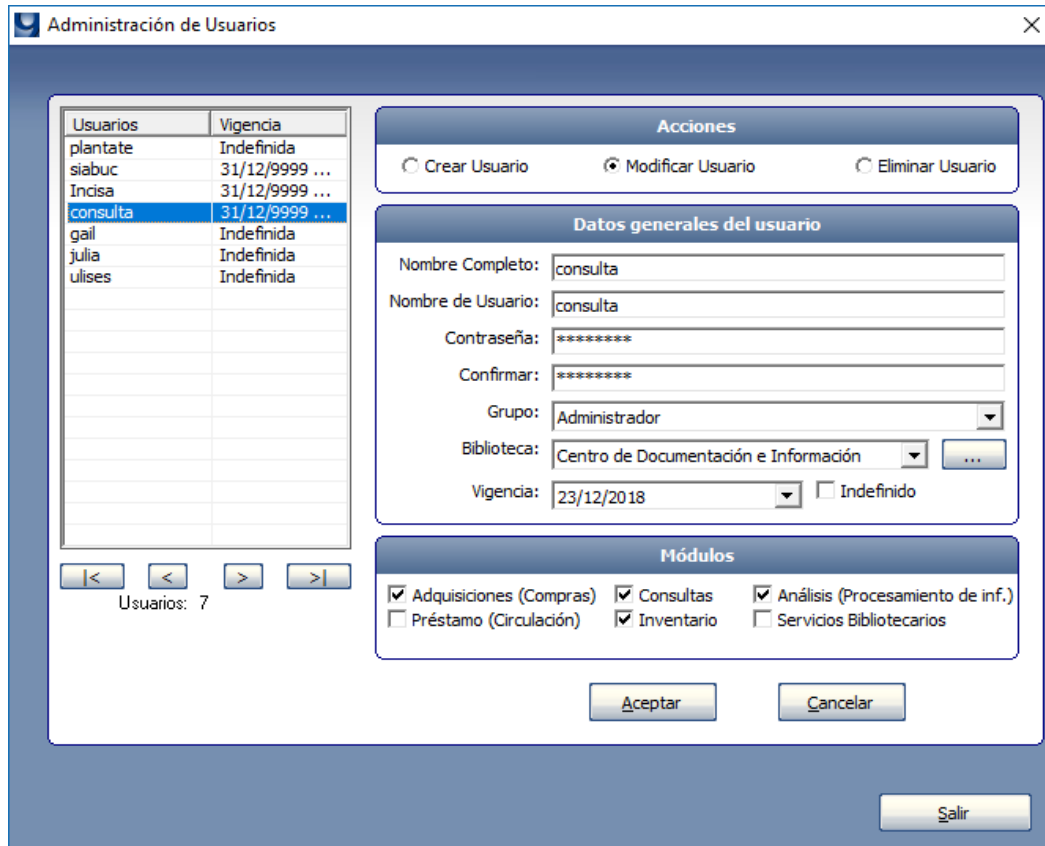 Administración de Usuarios
Usuarios Vigencia
plantate Indefinida
siabuc 31/12/9999 ...
Incisa 31/12/9999 ...
consulta 31/12/9999 ...
gail Indefinida
julia Indefinida
ulises Indefinida
|< < > >|
Usuarios: 7
Acciones
Crear Usuario Modificar Usuario Eliminar Usuario
Datos generales del usuario
Nombre Completo: consulta
Nombre de Usuario: consulta
Contraseña: ********
Confirmar: ********
Grupo: Administrador
Biblioteca: Centro de Documentación e Información ...
Vigencia: 23/12/2018 Indefinido
Módulos
Adquisiciones (Compras) Consultas Análisis (Procesamiento de inf.)
Préstamo (Circulación) Inventario Servicios Bibliotecarios
Aceptar Cancelar
Salir